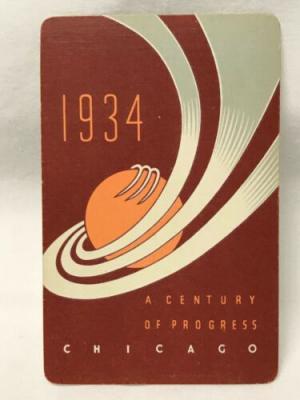 1934
A CENTURY
OF PROGRESS
CHICAGO